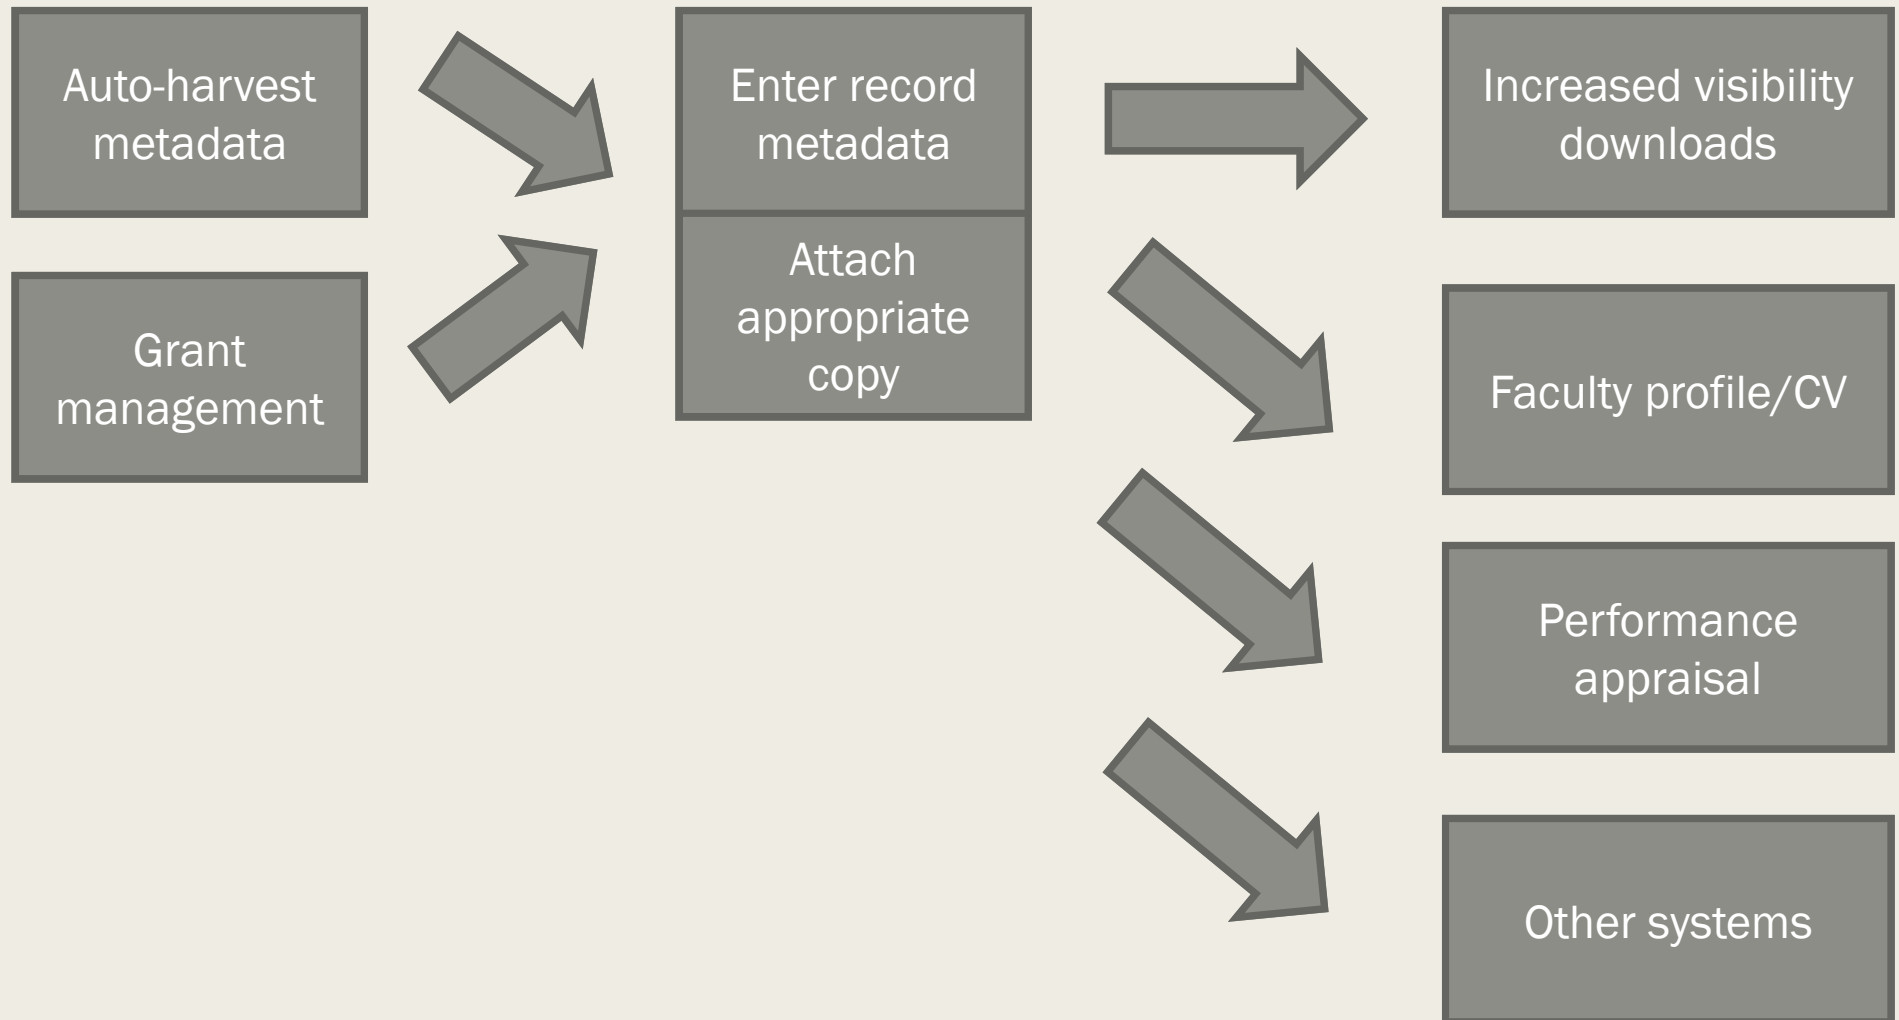 Auto-harvest
metadata
Grant
management
Enter record
metadata
Attach
appropriate
copy
Increased visibility
downloads
Faculty profile/CV
Performance
appraisal
Other systems